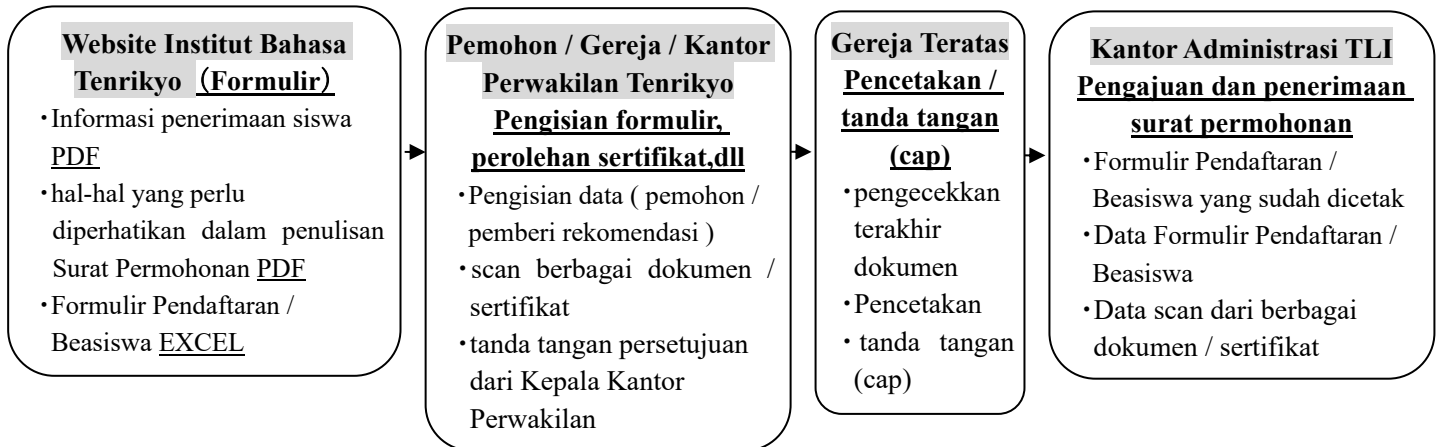 Website Institut Bahasa
Tenrikyo （Formulir）
・Informasi penerimaan siswa
PDF
・hal-hal yang perlu
diperhatikan dalam penulisan
Surat Permohonan PDF
・Formulir Pendaftaran /
Beasiswa EXCEL
Pemohon / Gereja / Kantor
Perwakilan Tenrikyo
Pengisian formulir,
perolehan sertifikat,dll
・Pengisian data ( pemohon /
pemberi rekomendasi )
・scan berbagai dokumen /
sertifikat
・tanda tangan persetujuan
dari Kepala Kantor
Perwakilan
Gereja Teratas
Pencetakan /
tanda tangan
(cap)
・pengecekkan
terakhir
dokumen
・Pencetakan
・tanda tangan
(cap)
Kantor Administrasi TLI
Pengajuan dan penerimaan
surat permohonan
・Formulir Pendaftaran /
Beasiswa yang sudah dicetak
・Data Formulir Pendaftaran /
Beasiswa
・Data scan dari berbagai
dokumen / sertifikat